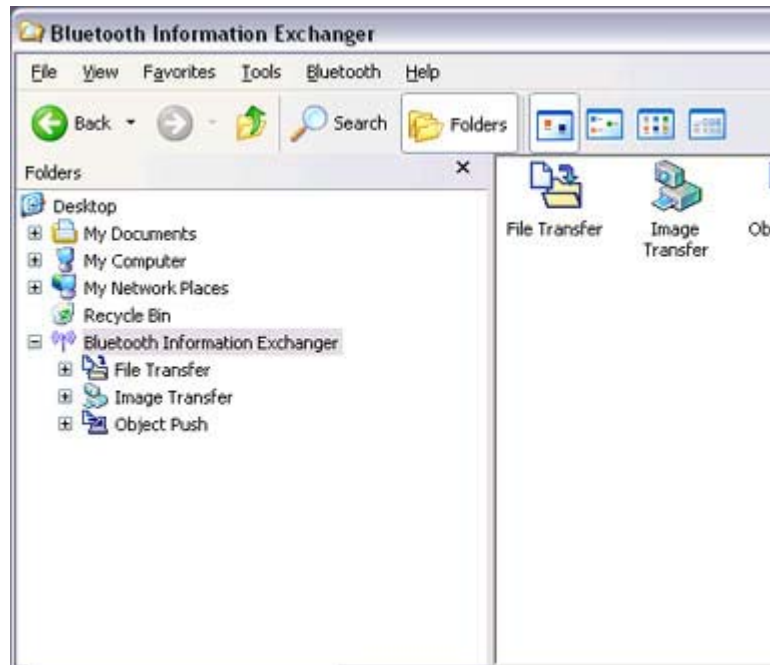 Bluetooth Information Exchanger
File View Favorites Tools Bluetooth Help
Back Search Folders
Folders
Desktop
My Documents
My Computer
My Network Places
Recycle Bin
Bluetooth Information Exchanger
File Transfer
Image Transfer
Object Push
File Transfer
Image
Transfer
Ob